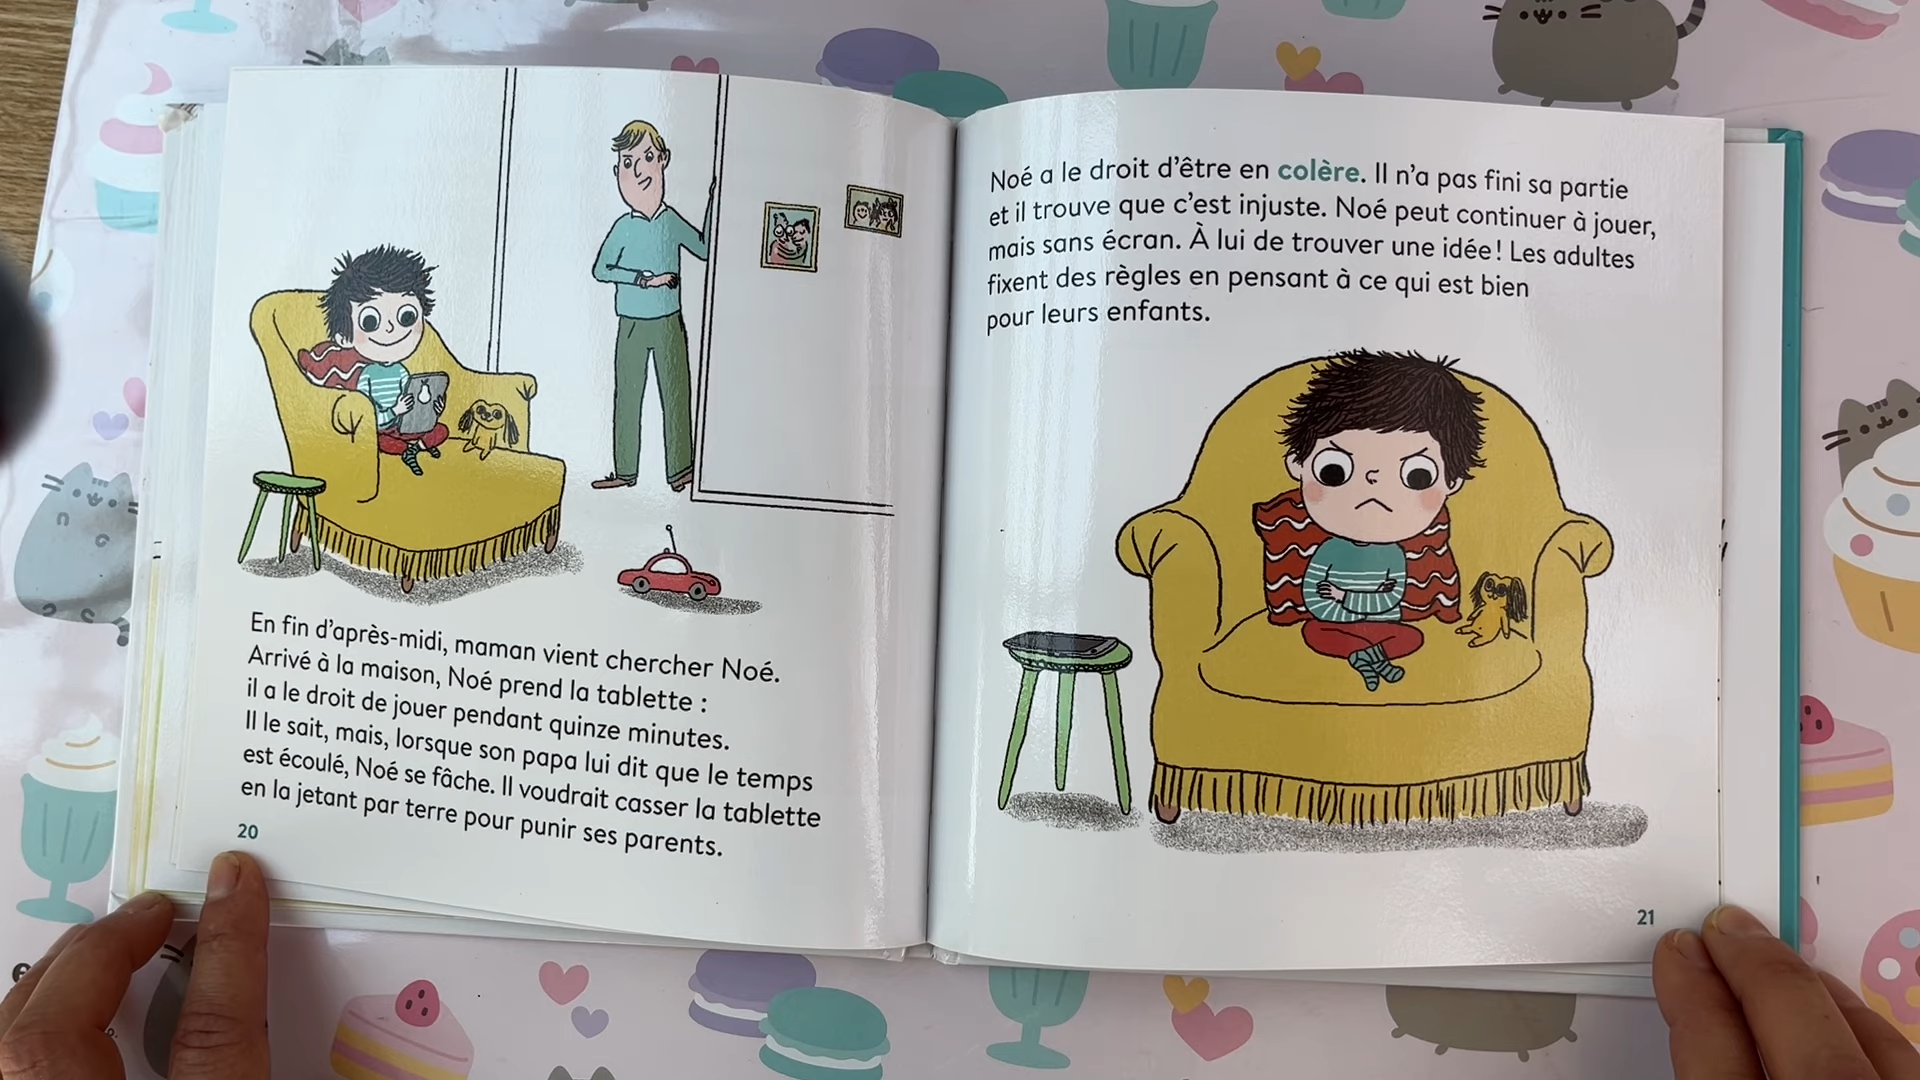 En fin d'après-midi, maman vient chercher Noé.
Arrivé à la maison, Noé prend la tablette :
il a le droit de jouer pendant quinze minutes.
Il le sait, mais, lorsque son papa lui dit que le temps
est écoulé, Noé se fâche. Il voudrait casser la tablette
en la jetant par terre pour punir ses parents.
20
Noé a le droit d'être en colère. Il n'a pas fini sa partie
et il trouve que c'est injuste. Noé peut continuer à jouer,
mais sans écran. À lui de trouver une idée! Les adultes
fixent des règles en pensant à ce qui est bien
pour leurs enfants.
21